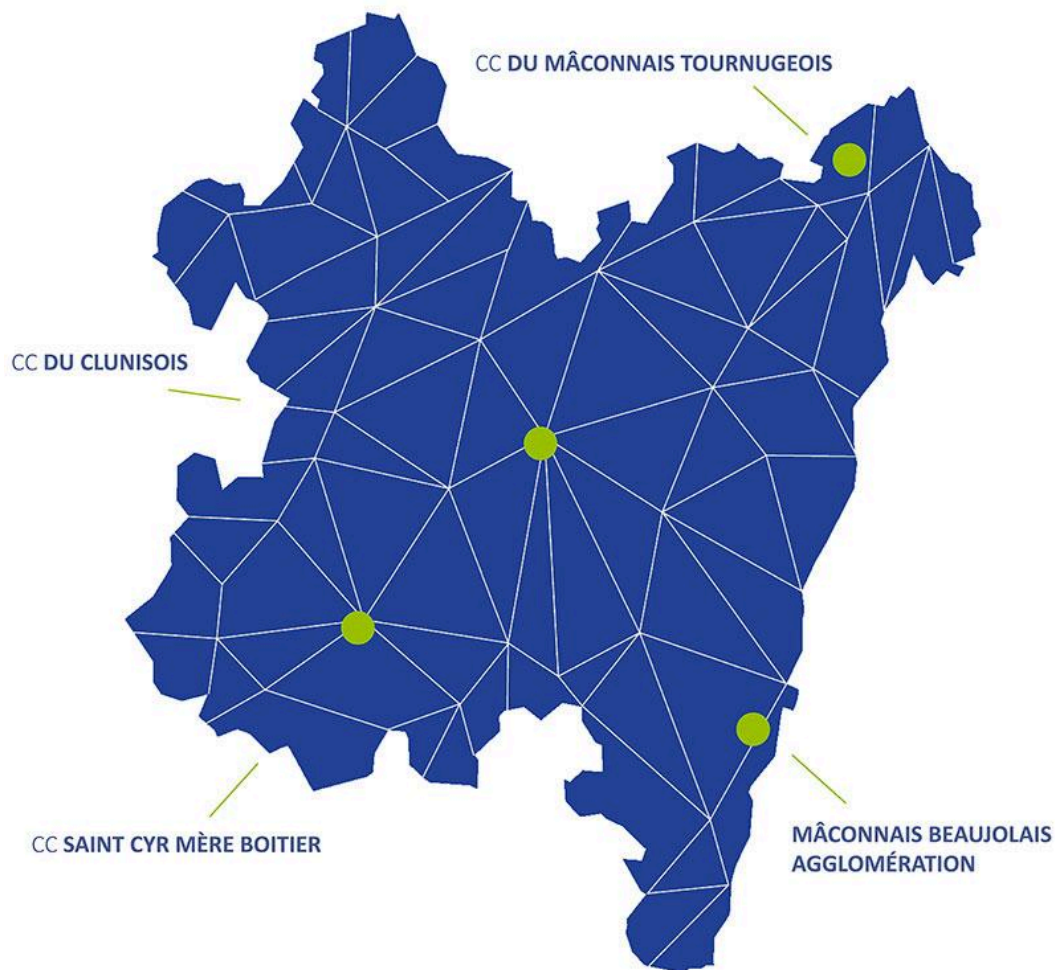 CC DU MÂCONNAIS TOURNUGEOIS
CC DU CLUNISOIS
CC SAINT CYR MÈRE BOITIER
MÂCONNAIS BEAUJOLAIS
AGGLOMÉRATION